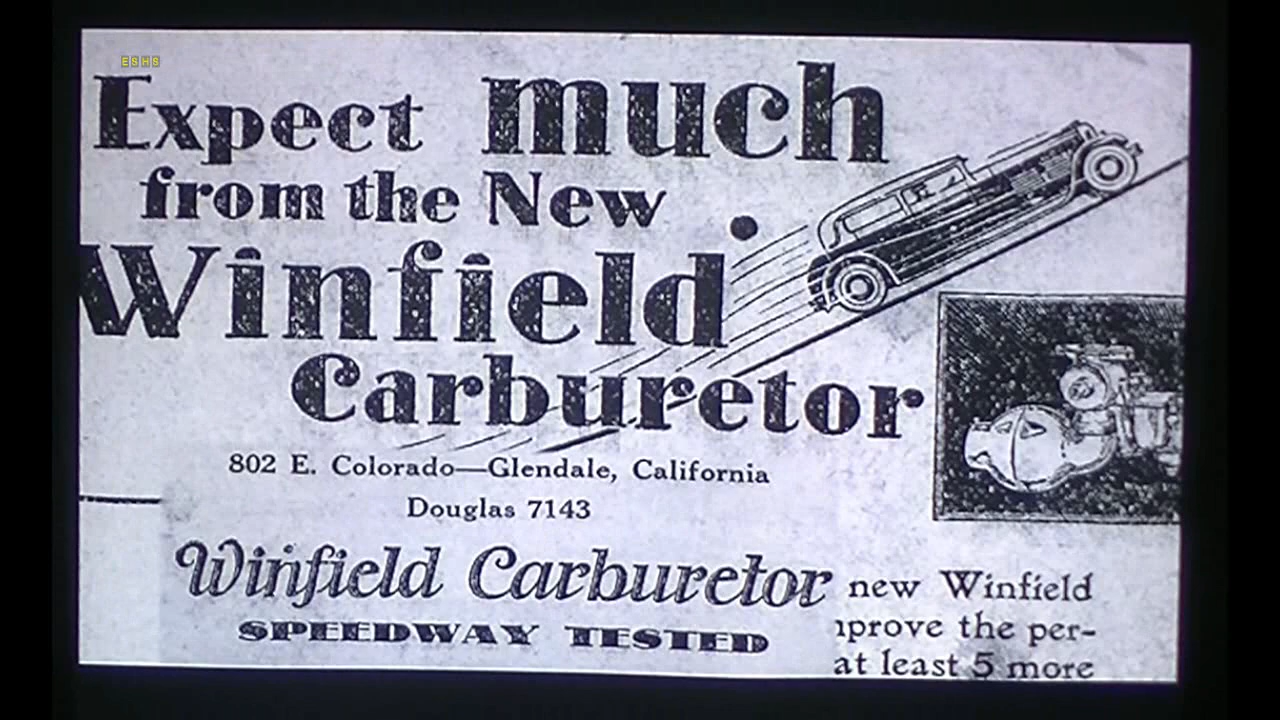 ESHS
Expect much
from the New
Winfield
Carburetor
802 E. Colorado—Glendale, California
Douglas 7143
Winfield Carburetor
SPEEDWAY TESTED
new Winfield
prove the per-
at least 5 more